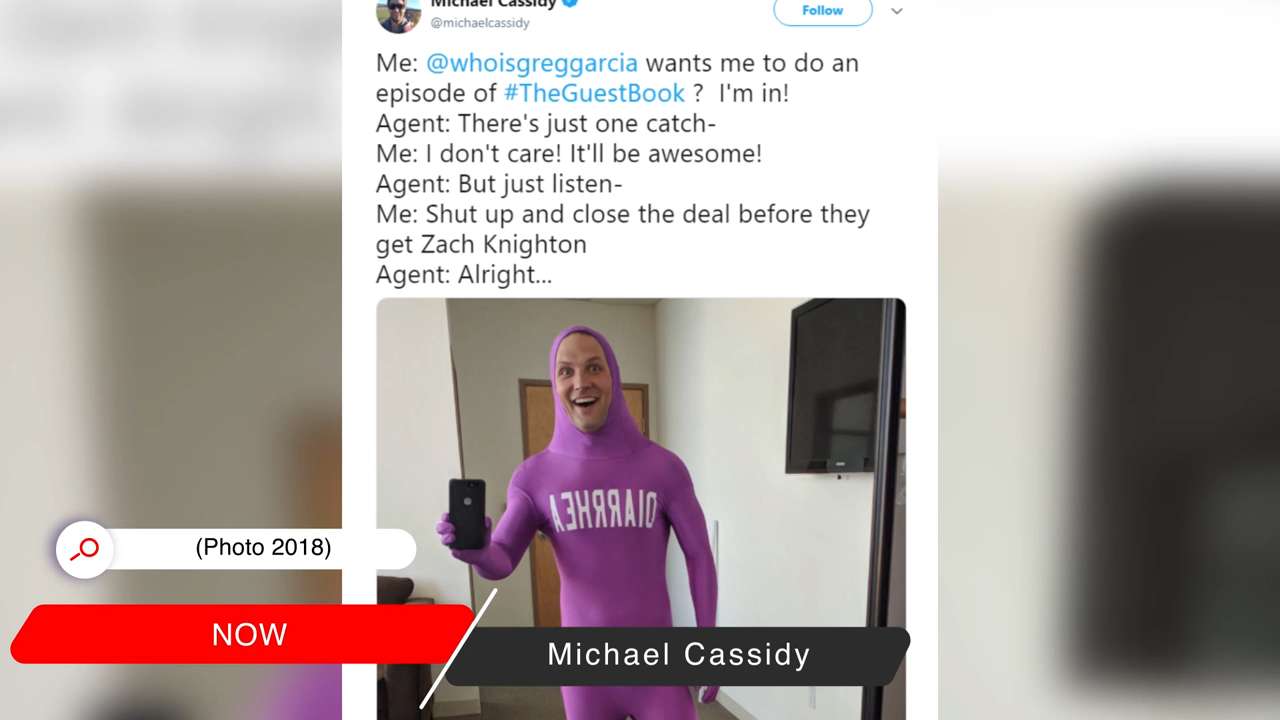 Michael Cassidy
@michaelcassidy
Follow
Me: @whoisgreggarcia wants me to do an
episode of #TheGuestBook ?  I'm in!
Agent: There's just one catch-
Me: I don't care! It'll be awesome!
Agent: But just listen-
Me: Shut up and close the deal before they
get Zach Knighton
Agent: Alright...
DIARRHEA
(Photo 2018)
NOW
Michael Cassidy